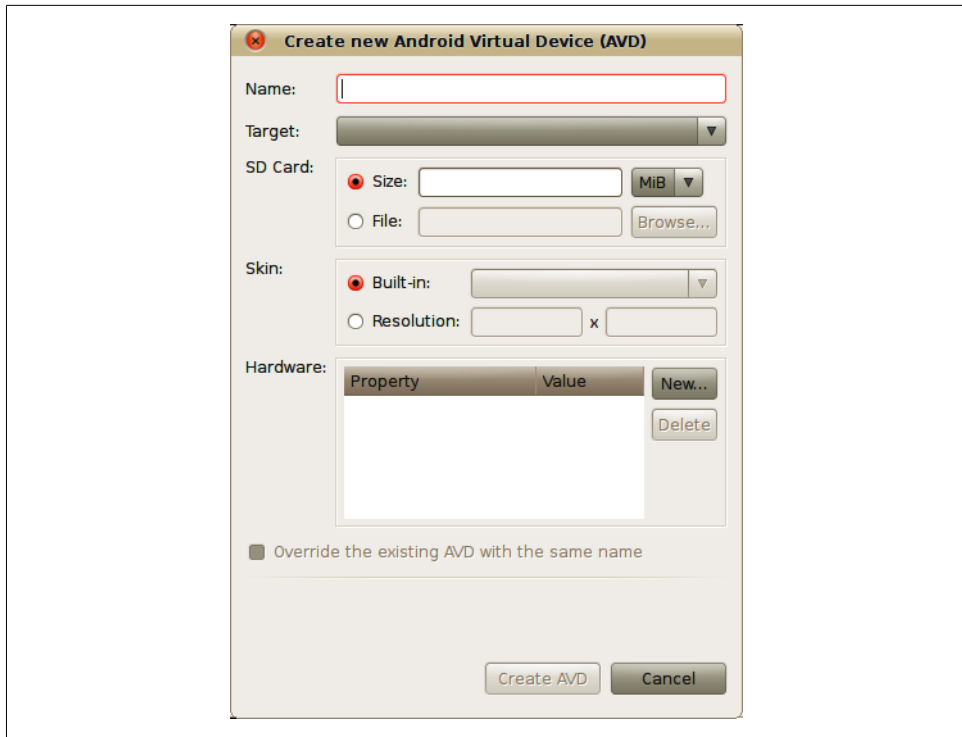 Create new Android Virtual Device (AVD)
Name:
Target:
SD Card:
Size:
MiB
File:
Browse...
Skin:
Built-in:
Resolution:
x
Hardware:
Property Value
New...
Delete
Override the existing AVD with the same name
Create AVD
Cancel